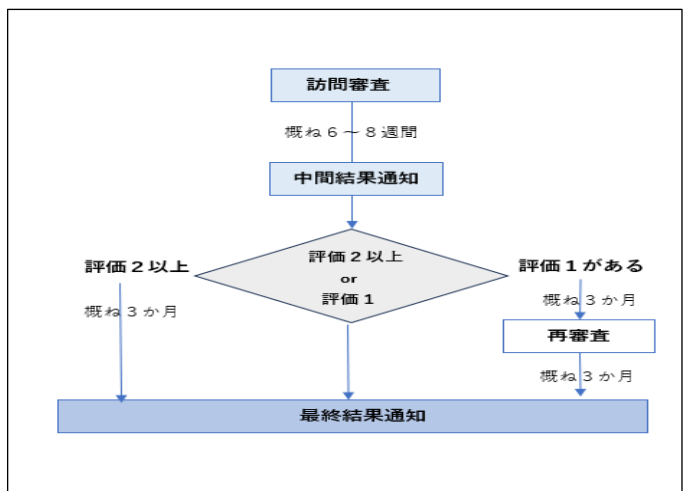 訪問審査
概ね６～８週間
中間結果通知
評価２以上
or
評価１
評価２以上
概ね３か月
評価１がある
概ね３か月
再審査
概ね３か月
最終結果通知